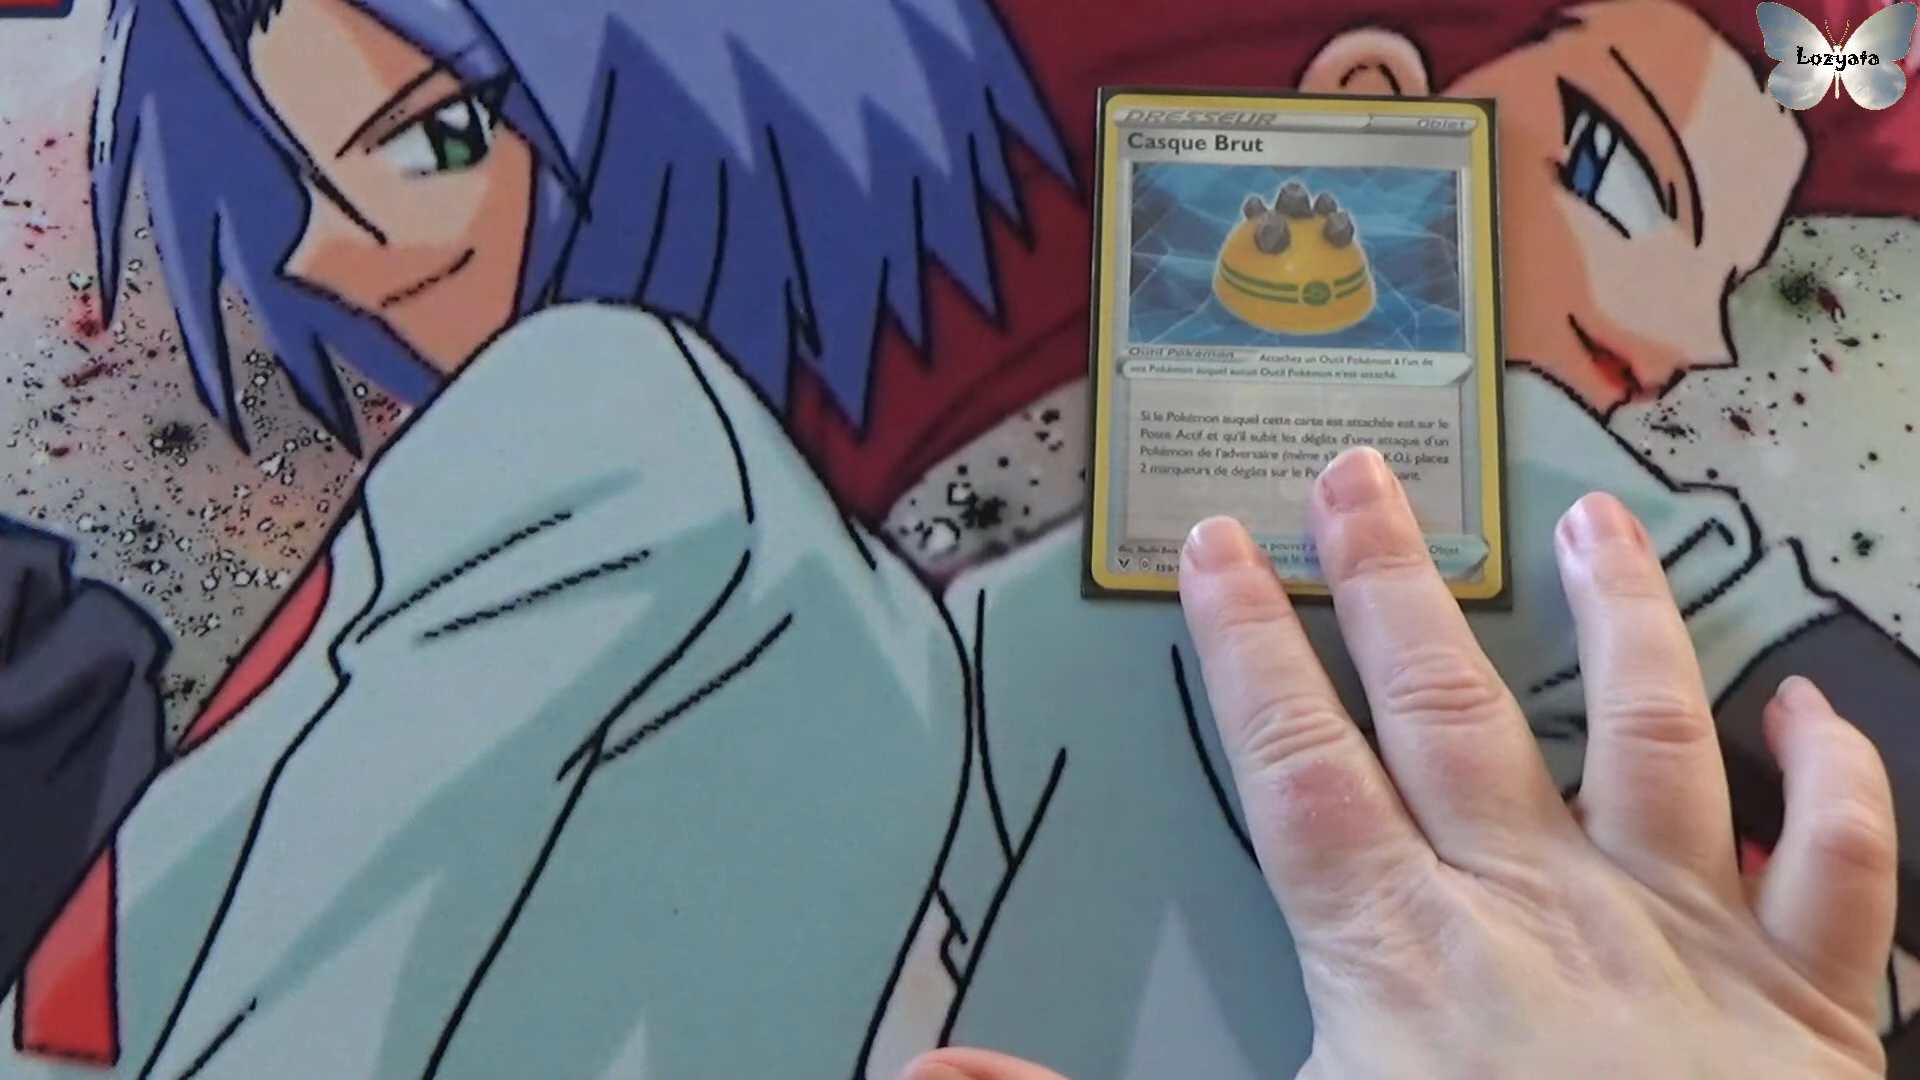 Lozyata
DRESSEUR
Objet
Casque Brut
Outil Pokémon Attachez un Outil Pokémon à l'un de
vos Pokémon auquel aucun Outil Pokémon n'est attaché.
Si le Pokémon auquel cette carte est attachée est sur le
Poste Actif et qu'il subit les dégâts d'une attaque d'un
Pokémon de l'adversaire (même K.O.), placez
2 marqueurs de dégâts sur le
pouvez Objet